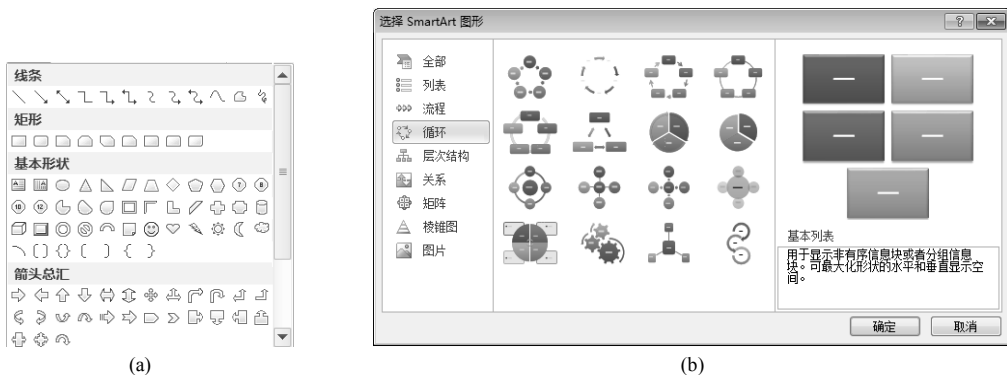 线条
矩形
基本形状
箭头总汇
(a)
选择 SmartArt 图形
全部
列表
流程
循环
层次结构
关系
矩阵
棱锥图
图片
基本列表
用于显示非有序信息块或者分组信息
块。可最大化形状的水平和垂直显示空
间。
确定
取消
(b)